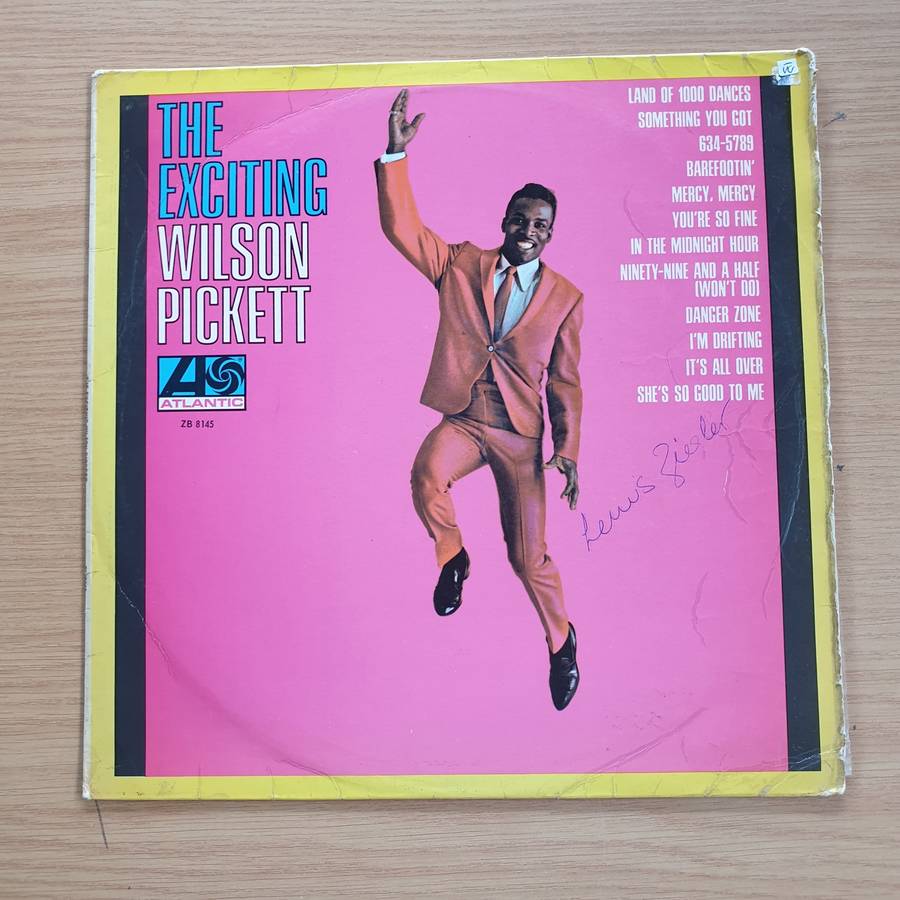 THE
EXCITING
WILSON
PICKETT
ATLANTIC
ZB 8145
LAND OF 1000 DANCES
SOMETHING YOU GOT
634-5789
BAREFOOTIN'
MERCY, MERCY
YOU'RE SO FINE
IN THE MIDNIGHT HOUR
NINETY-NINE AND A HALF
(WON'T DO)
DANGER ZONE
I'M DRIFTING
IT'S ALL OVER
SHE'S SO GOOD TO ME